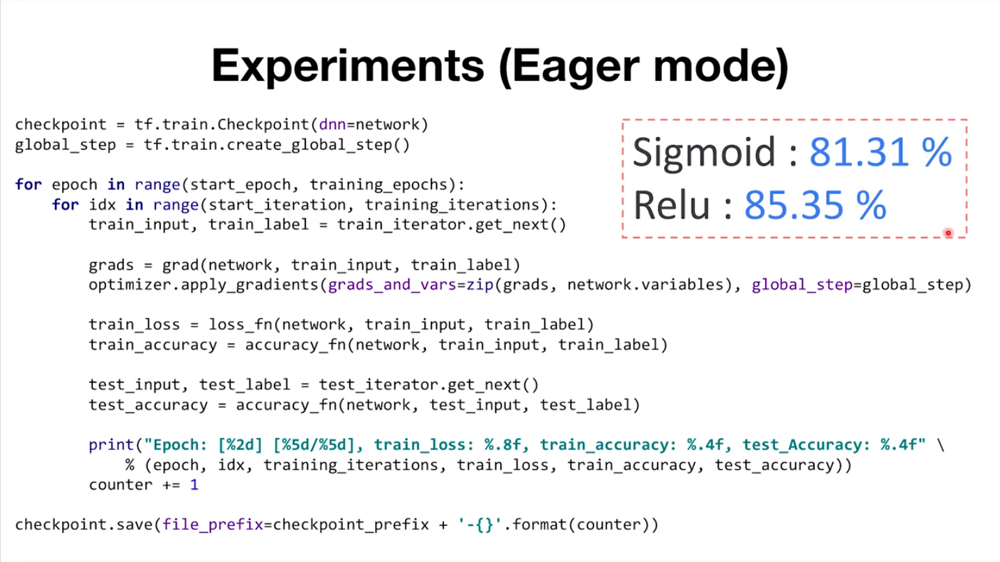 Experiments (Eager mode)
checkpoint = tf.train.Checkpoint(dnn=network)
global_step = tf.train.create_global_step()
for epoch in range(start_epoch, training_epochs):
    for idx in range(start_iteration, training_iterations):
        train_input, train_label = train_iterator.get_next()
        grads = grad(network, train_input, train_label)
        optimizer.apply_gradients(grads_and_vars=zip(grads, network.variables), global_step=global_step)
        train_loss = loss_fn(network, train_input, train_label)
        train_accuracy = accuracy_fn(network, train_input, train_label)
        test_input, test_label = test_iterator.get_next()
        test_accuracy = accuracy_fn(network, test_input, test_label)
        print("Epoch: [%2d] [%5d/%5d], train_loss: %.8f, train_accuracy: %.4f, test_Accuracy: %.4f" \
            % (epoch, idx, training_iterations, train_loss, train_accuracy, test_accuracy))
        counter += 1
checkpoint.save(file_prefix=checkpoint_prefix + '-{}'.format(counter))
Sigmoid : 81.31 %
Relu : 85.35 %